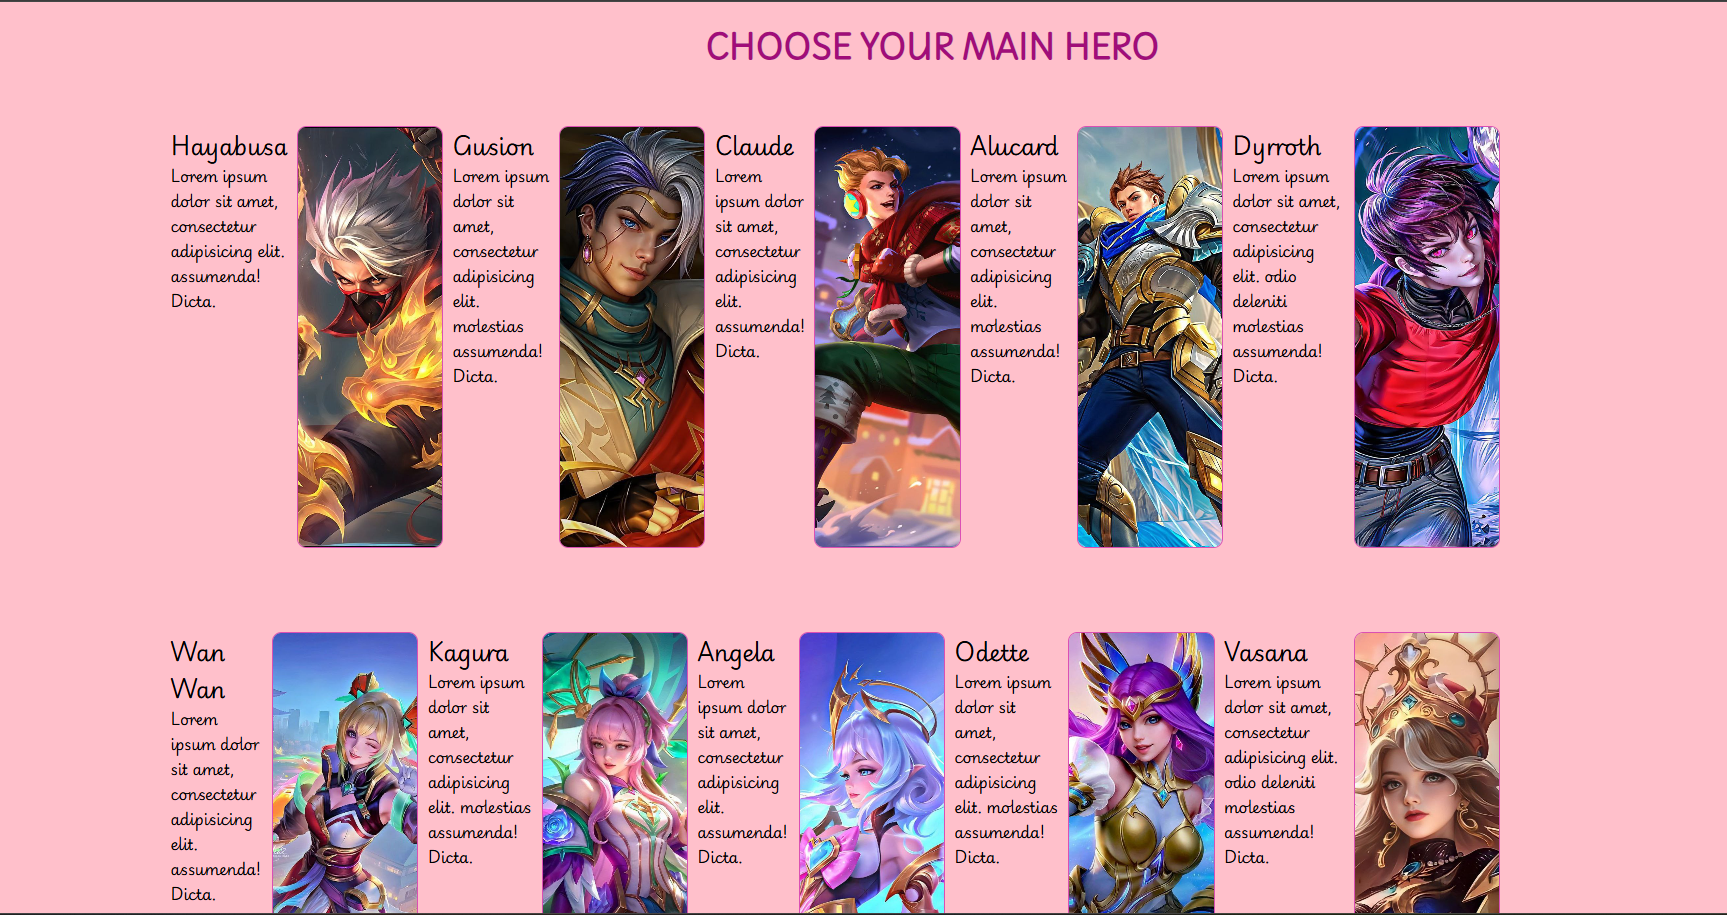 CHOOSE YOUR MAIN HERO
Hayabusa
Lorem ipsum
dolor sit amet,
consectetur
adipisicing elit.
assumenda!
Dicta.
Gusion
Lorem ipsum
dolor sit
amet,
consectetur
adipisicing
elit.
molestias
assumenda!
Dicta.
Claude
Lorem
ipsum dolor
sit amet,
consectetur
adipisicing
elit.
assumenda!
Dicta.
Alucard
Lorem ipsum
dolor sit
amet,
consectetur
adipisicing
elit.
molestias
assumenda!
Dicta.
Dyrroth
Lorem ipsum
dolor sit amet,
consectetur
adipisicing
elit. odio
deleniti
molestias
assumenda!
Dicta.
Wan
Wan
Lorem
ipsum dolor
sit amet,
consectetur
adipisicing
elit.
assumenda!
Dicta.
Kagura
Lorem ipsum
dolor sit
amet,
consectetur
adipisicing
elit. molestias
assumenda!
Dicta.
Angela
Lorem
ipsum dolor
sit amet,
consectetur
adipisicing
elit.
assumenda!
Dicta.
Odette
Lorem ipsum
dolor sit
amet,
consectetur
adipisicing
elit. molestias
assumenda!
Dicta.
Vasana
Lorem ipsum
dolor sit amet,
consectetur
adipisicing elit.
odio deleniti
molestias
assumenda!
Dicta.